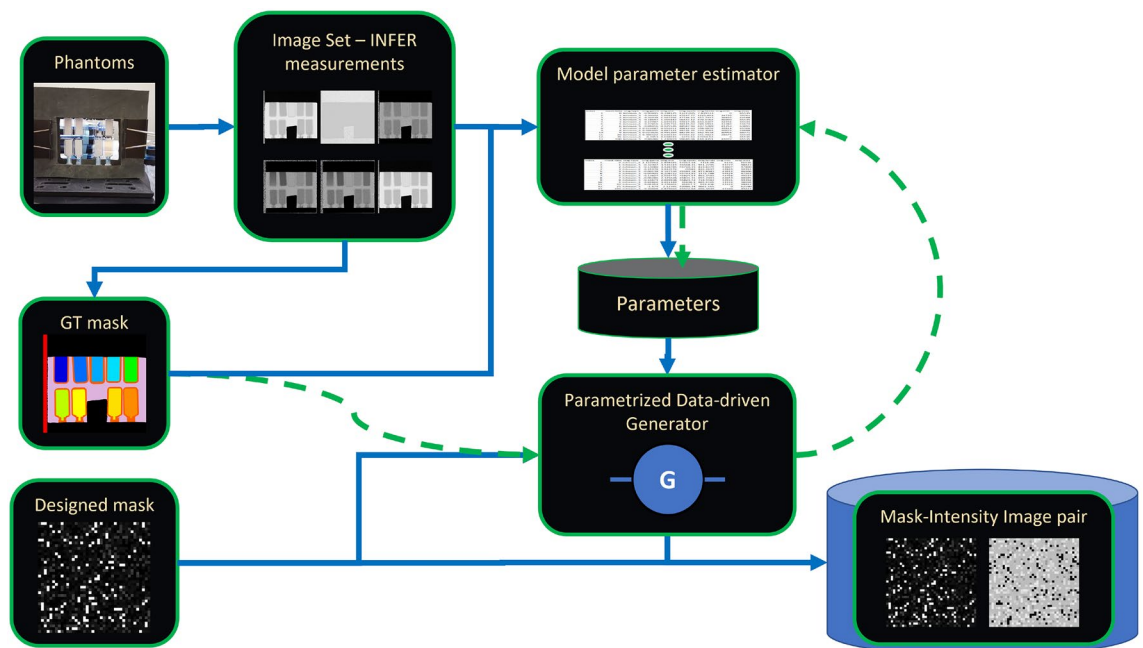 Phantoms
Image Set – INFER
measurements
Model parameter estimator
Parameters
GT mask
Parametrized Data-driven
Generator
G
Designed mask
Mask-Intensity Image pair